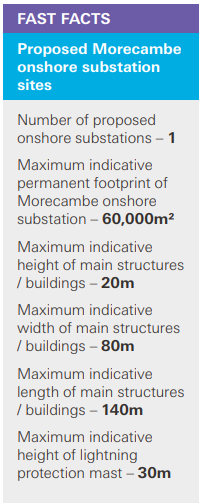 FAST FACTS
Proposed Morecambe
onshore substation
sites
Number of proposed
onshore substations – 1
Maximum indicative
permanent footprint of
Morecambe onshore
substation – 60,000m²
Maximum indicative
height of main structures
/ buildings – 20m
Maximum indicative
width of main structures
/ buildings – 80m
Maximum indicative
length of main structures
/ buildings – 140m
Maximum indicative
height of lightning
protection mast – 30m